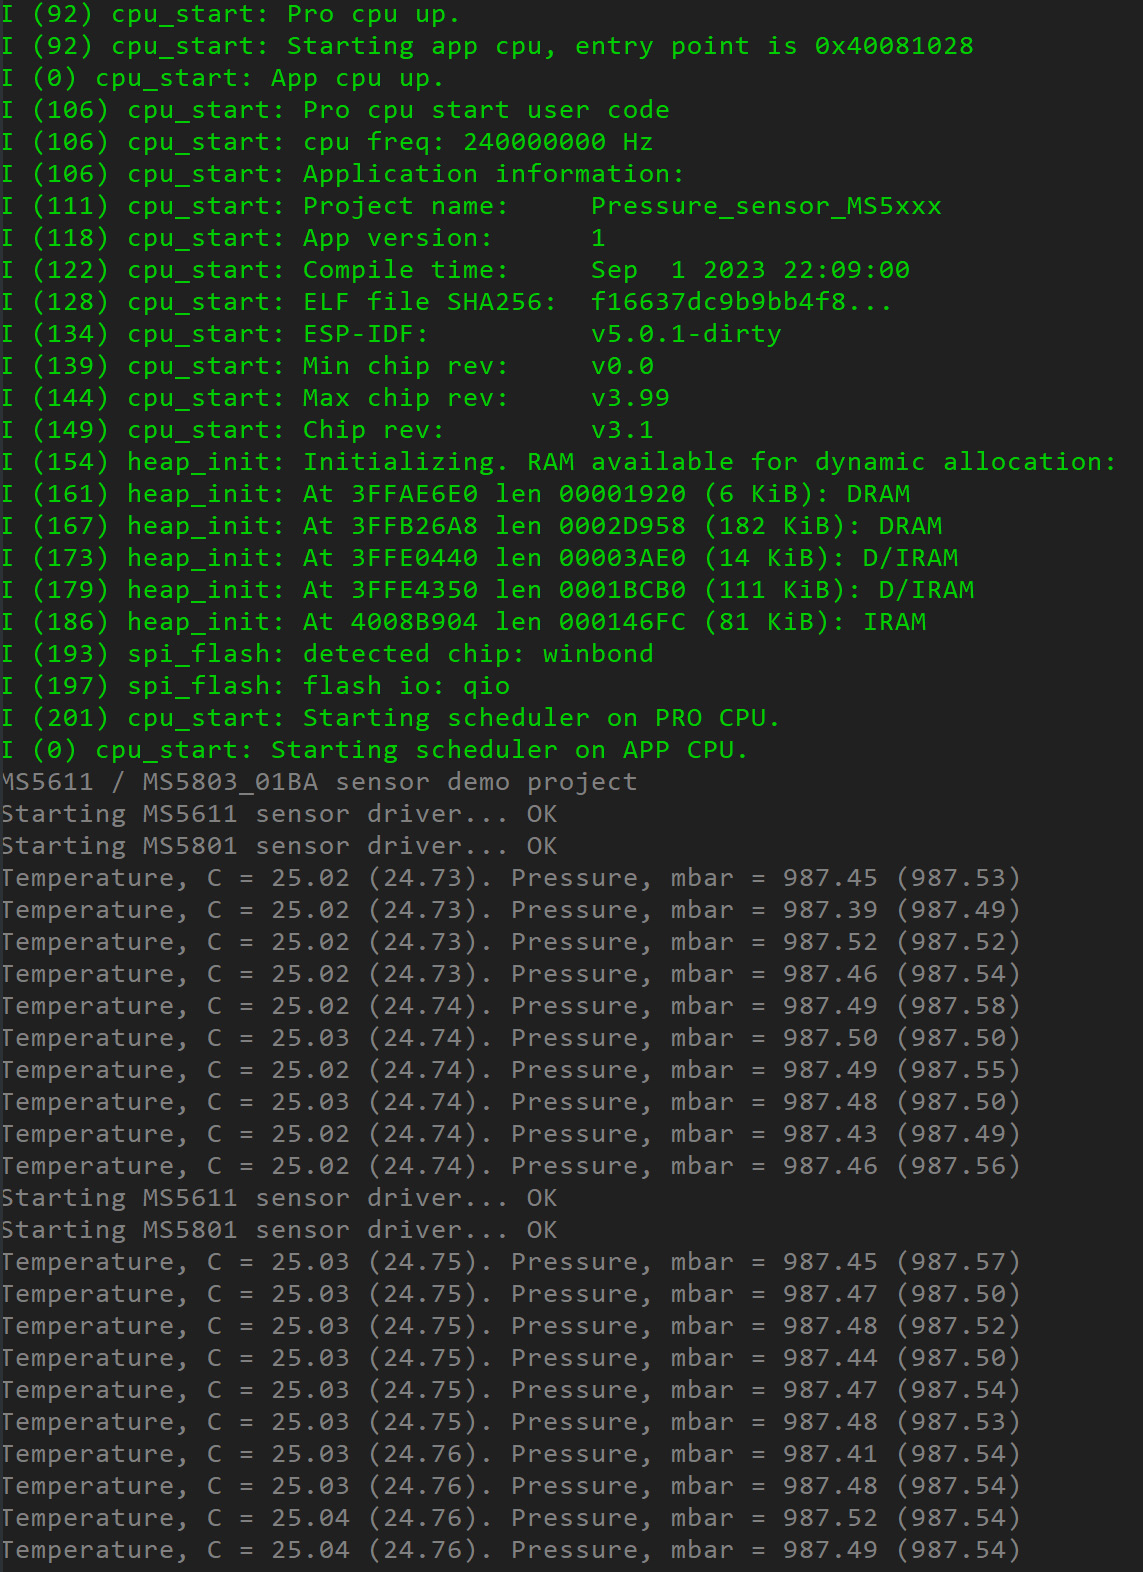 I (92) cpu_start: Pro cpu up.
I (92) cpu_start: Starting app cpu, entry point is 0x40081028
I (0) cpu_start: App cpu up.
I (106) cpu_start: Pro cpu start user code
I (106) cpu_start: cpu freq: 240000000 Hz
I (106) cpu_start: Application information:
I (111) cpu_start: Project name:     Pressure_sensor_MS5xxx
I (118) cpu_start: App version:      1
I (122) cpu_start: Compile time:     Sep  1 2023 22:09:00
I (128) cpu_start: ELF file SHA256:  f16637dc9b9bb4f8...
I (134) cpu_start: ESP-IDF:          v5.0.1-dirty
I (139) cpu_start: Min chip rev:     v0.0
I (144) cpu_start: Max chip rev:     v3.99
I (149) cpu_start: Chip rev:         v3.1
I (154) heap_init: Initializing. RAM available for dynamic allocation:
I (161) heap_init: At 3FFAE6E0 len 00001920 (6 KiB): DRAM
I (167) heap_init: At 3FFB26A8 len 0002D958 (182 KiB): DRAM
I (173) heap_init: At 3FFE0440 len 00003AE0 (14 KiB): D/IRAM
I (179) heap_init: At 3FFE4350 len 0001BCB0 (111 KiB): D/IRAM
I (186) heap_init: At 4008B904 len 000146FC (81 KiB): IRAM
I (193) spi_flash: detected chip: winbond
I (197) spi_flash: flash io: qio
I (201) cpu_start: Starting scheduler on PRO CPU.
I (0) cpu_start: Starting scheduler on APP CPU.
MS5611 / MS5803_01BA sensor demo project
Starting MS5611 sensor driver... OK
Starting MS5801 sensor driver... OK
Temperature, C = 25.02 (24.73). Pressure, mbar = 987.45 (987.53)
Temperature, C = 25.02 (24.73). Pressure, mbar = 987.39 (987.49)
Temperature, C = 25.02 (24.73). Pressure, mbar = 987.52 (987.52)
Temperature, C = 25.02 (24.73). Pressure, mbar = 987.46 (987.54)
Temperature, C = 25.02 (24.74). Pressure, mbar = 987.49 (987.58)
Temperature, C = 25.03 (24.74). Pressure, mbar = 987.50 (987.50)
Temperature, C = 25.02 (24.74). Pressure, mbar = 987.49 (987.55)
Temperature, C = 25.03 (24.74). Pressure, mbar = 987.48 (987.50)
Temperature, C = 25.02 (24.74). Pressure, mbar = 987.43 (987.49)
Temperature, C = 25.02 (24.74). Pressure, mbar = 987.46 (987.56)
Starting MS5611 sensor driver... OK
Starting MS5801 sensor driver... OK
Temperature, C = 25.03 (24.75). Pressure, mbar = 987.45 (987.57)
Temperature, C = 25.03 (24.75). Pressure, mbar = 987.47 (987.50)
Temperature, C = 25.03 (24.75). Pressure, mbar = 987.48 (987.52)
Temperature, C = 25.03 (24.75). Pressure, mbar = 987.44 (987.50)
Temperature, C = 25.03 (24.75). Pressure, mbar = 987.47 (987.54)
Temperature, C = 25.03 (24.75). Pressure, mbar = 987.48 (987.53)
Temperature, C = 25.03 (24.76). Pressure, mbar = 987.41 (987.54)
Temperature, C = 25.03 (24.76). Pressure, mbar = 987.48 (987.54)
Temperature, C = 25.04 (24.76). Pressure, mbar = 987.52 (987.54)
Temperature, C = 25.04 (24.76). Pressure, mbar = 987.49 (987.54)